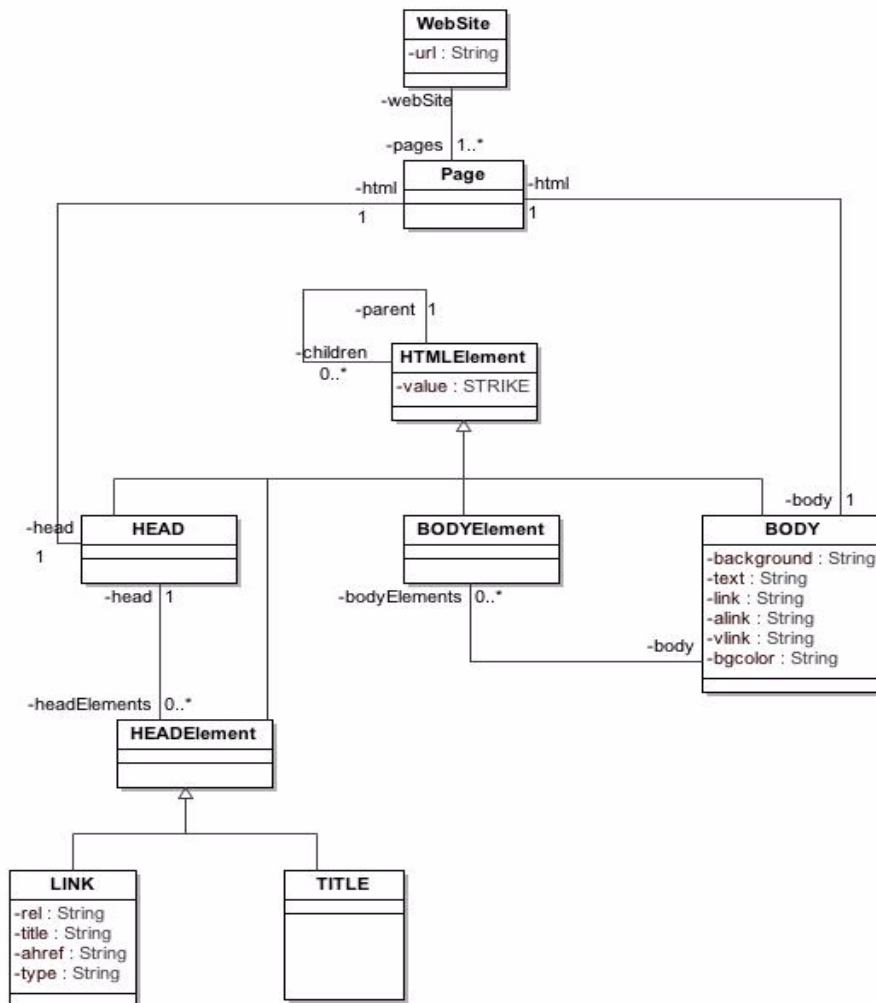 WebSite
-url : String
-webSite
-pages 1..*
Page
-html
1
-html
1
-parent 1
-children
0..*
HTMLElement
-value : STRIKE
-head
1
HEAD
BODYElement
-body 1
BODY
-background : String
-text : String
-link : String
-alink : String
-vlink : String
-bgcolor : String
-head 1
-bodyElements 0..*
-body
-headElements 0..*
HEADElement
LINK
-rel : String
-title : String
-ahref : String
-type : String
TITLE